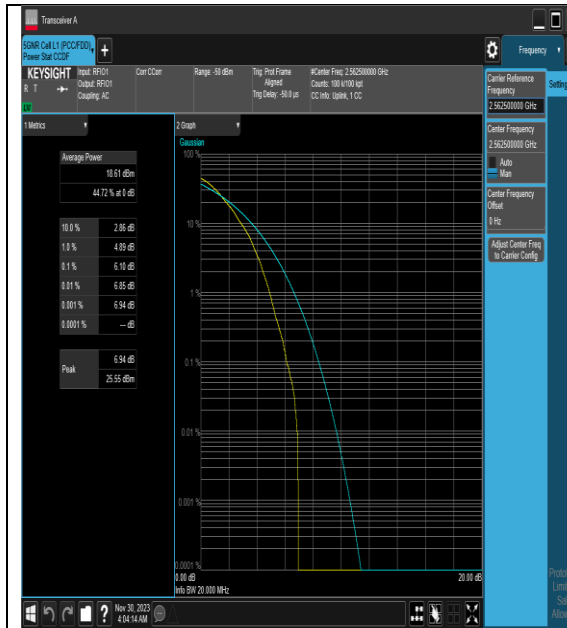 Transceiver A
5GNR Cell L1 (PCC/FDD),
Power Stat CCDF
Frequency
KEYSIGHT
R T
Input: RFIO1
Output: RFIO1
Coupling: AC
Corr CCorr
Range: -50 dBm
Trig: Prot Frame
Aligned
Trig Delay: -50.0 µs
#Center Freq: 2.562500000 GHz
Counts: 100 k/100 kpt
CC Info: Uplink, 1 CC
Carrier Reference
Frequency
2.562500000 GHz
Setting
Center Frequency
2.562500000 GHz
Auto
Man
Center Frequency
Offset
0 Hz
Adjust Center Freq
to Carrier Config
1 Metrics
Average Power
18.61 dBm
44.72 % at 0 dB
10.0 % 2.86 dB
1.0 % 4.89 dB
0.1 % 6.10 dB
0.01 % 6.85 dB
0.001 % 6.94 dB
0.0001 % --- dB
Peak
6.94 dB
25.55 dBm
2 Graph
Gaussian
100 %
10 %
1 %
0.1 %
0.01 %
0.001 %
0.0001 %
0.00 dB
20.00 dB
Info BW 20.000 MHz
Nov 30, 2023
4:04:14 AM